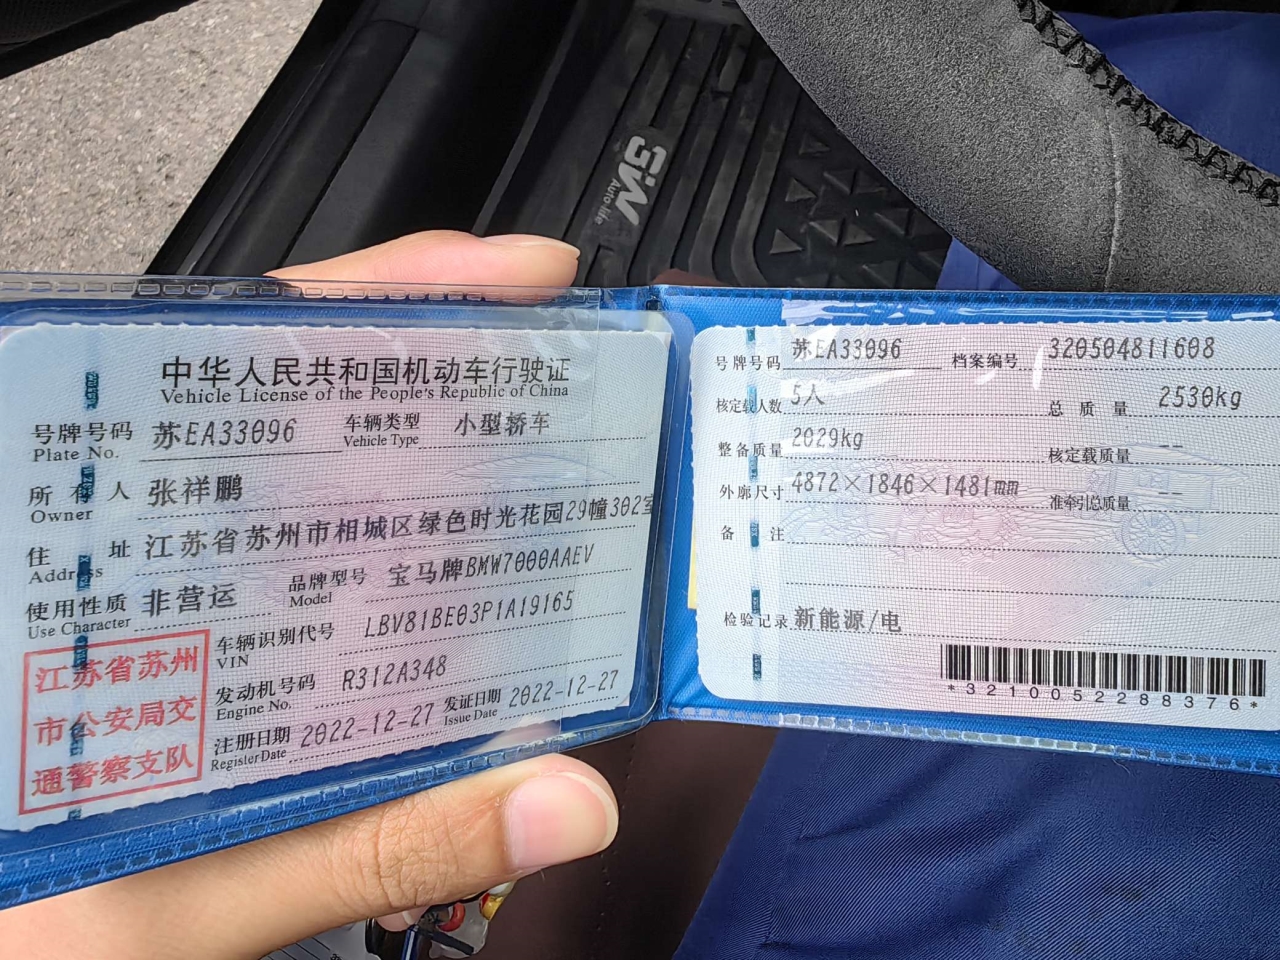 3W
Auto life
中华人民共和国机动车行驶证
Vehicle License of the People's Republic of China
号牌号码 苏EA33096 车辆类型 小型轿车
Plate No. Vehicle Type
所有人 张祥鹏
Owner
住址 江苏省苏州市相城区绿色时光花园29幢302室
Address
使用性质 非营运 品牌型号 宝马牌BMW7000AAEV
Use Character Model
江苏省苏州
市公安局交
通警察支队
车辆识别代号 LBV81BE03P1A19165
VIN
发动机号码 R312A348
Engine No.
注册日期 2022-12-27 发证日期 2022-12-27
Register Date Issue Date
号牌号码 苏EA33096 档案编号 320504811608
核定载人数 5人 总质量 2530kg
整备质量 2029kg 核定载质量 --
外廓尺寸 4872×1846×1481mm 准牵引总质量 --
备注
检验记录 新能源/电
*3210052288376*